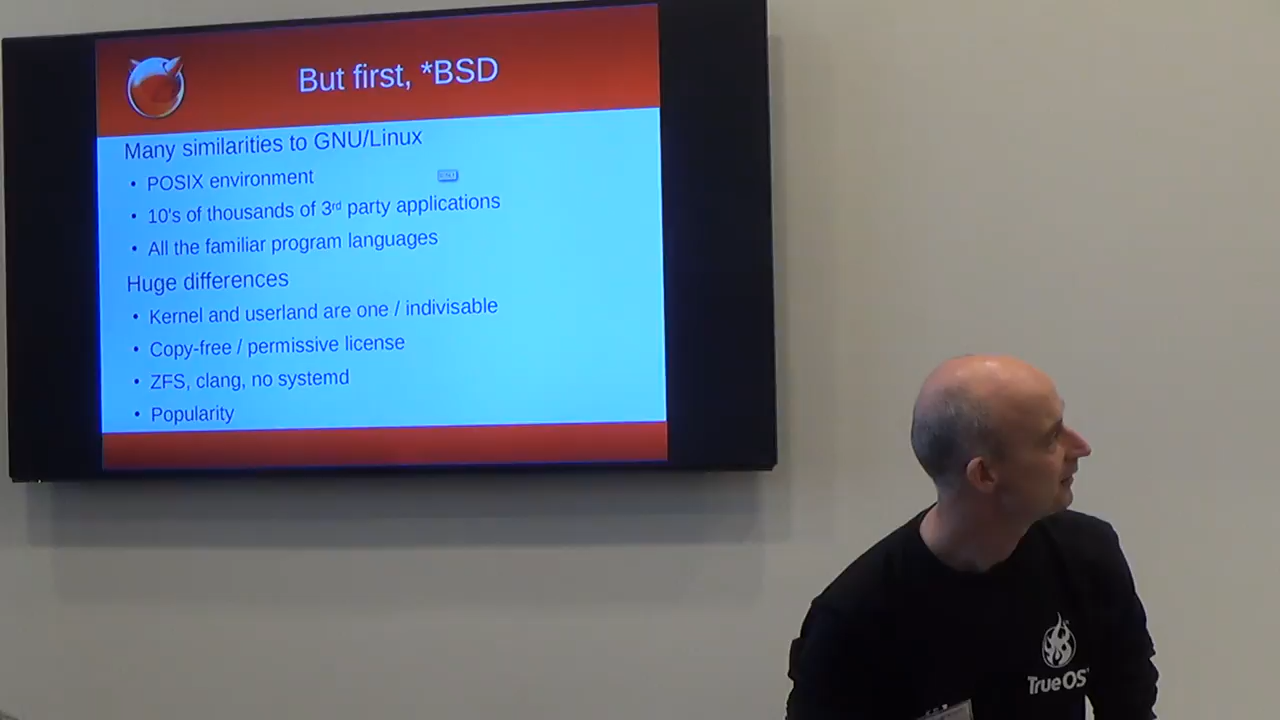 But first, *BSD
Many similarities to GNU/Linux
• POSIX environment
• 10's of thousands of 3rd party applications
• All the familiar program languages
Huge differences
• Kernel and userland are one / indivisable
• Copy-free / permissive license
• ZFS, clang, no systemd
• Popularity
TrueOS